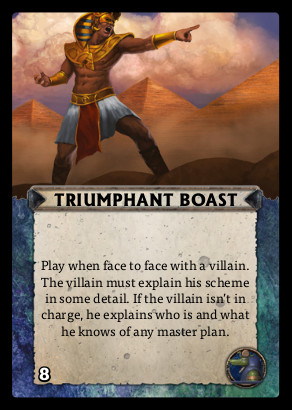 TRIUMPHANT BOAST
Play when face to face with a villain.
The villain must explain his scheme
in some detail. If the villain isn't in
charge, he explains who is and what
he knows of any master plan.
8